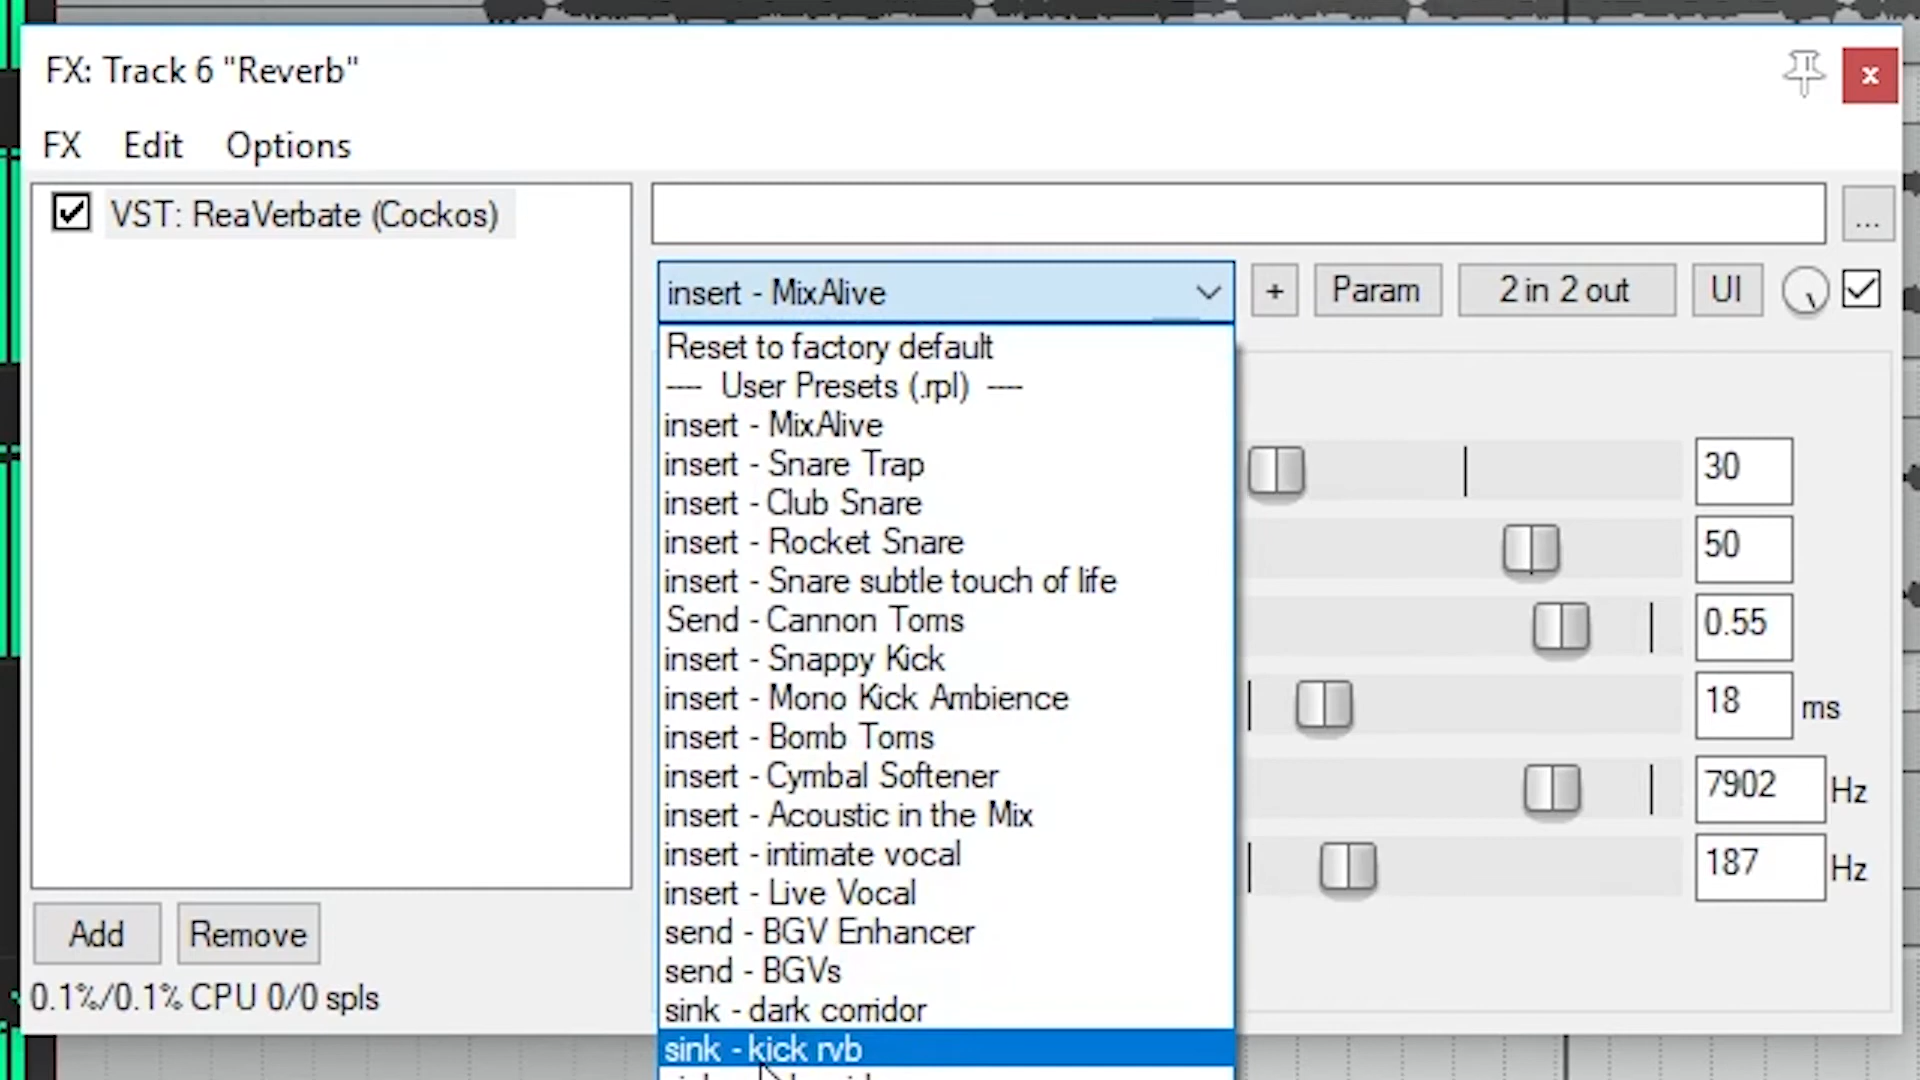 FX: Track 6 "Reverb"
x
FX Edit Options
VST: ReaVerbate (Cockos)
...
insert - MixAlive
+ Param 2 in 2 out UI
Reset to factory default
---- User Presets (.rpl) ----
insert - MixAlive
insert - Snare Trap
insert - Club Snare
insert - Rocket Snare
insert - Snare subtle touch of life
Send - Cannon Toms
insert - Snappy Kick
insert - Mono Kick Ambience
insert - Bomb Toms
insert - Cymbal Softener
insert - Acoustic in the Mix
insert - intimate vocal
insert - Live Vocal
send - BGV Enhancer
send - BGVs
sink - dark corridor
sink - kick rvb
30
50
0.55
18 ms
7902 Hz
187 Hz
Add Remove
0.1%/0.1% CPU 0/0 spls